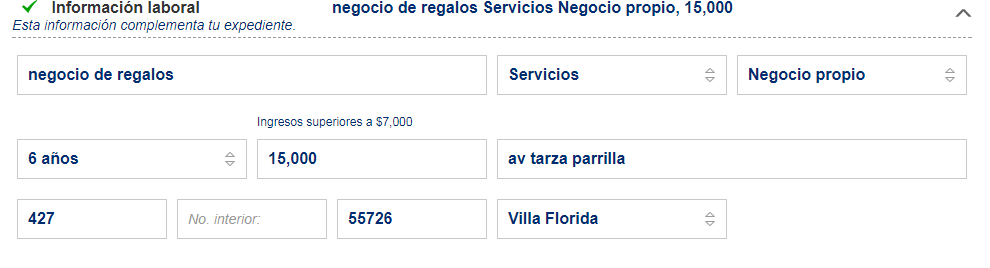 Información laboral negocio de regalos Servicios Negocio propio, 15,000
Esta información complementa tu expediente.
negocio de regalos Servicios Negocio propio
Ingresos superiores a $7,000
6 años 15,000 av tarza parrilla
427 No. interior: 55726 Villa Florida